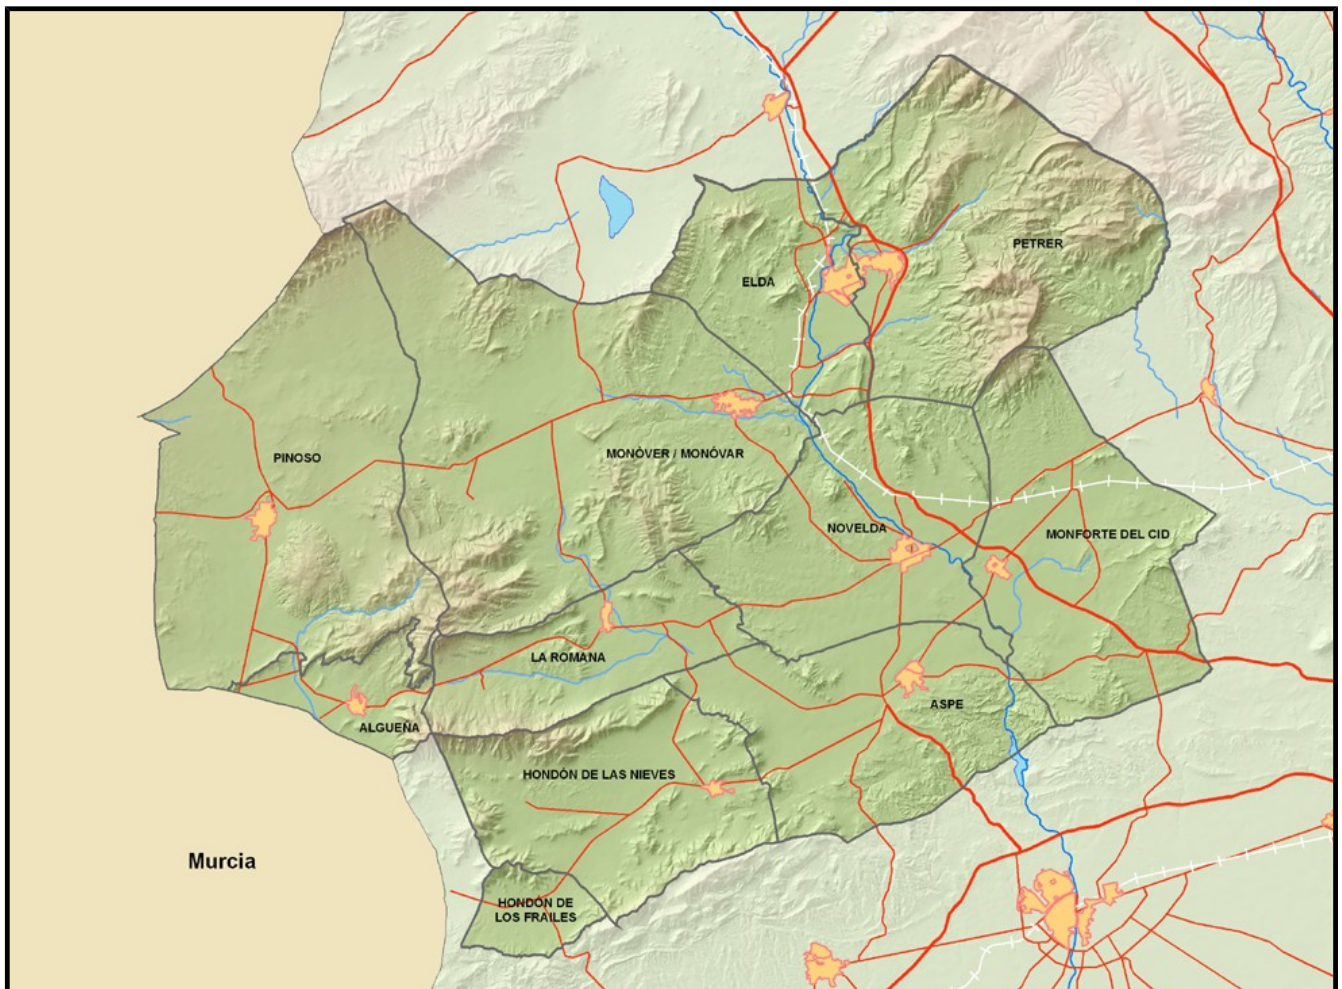 PETRER
ELDA
PINOSO
MONÒVER / MONÓVAR
NOVELDA
MONFORTE DEL CID
LA ROMANA
ASPE
ALGUEÑA
HONDÓN DE LAS NIEVES
Murcia
HONDÓN DE
LOS FRAILES